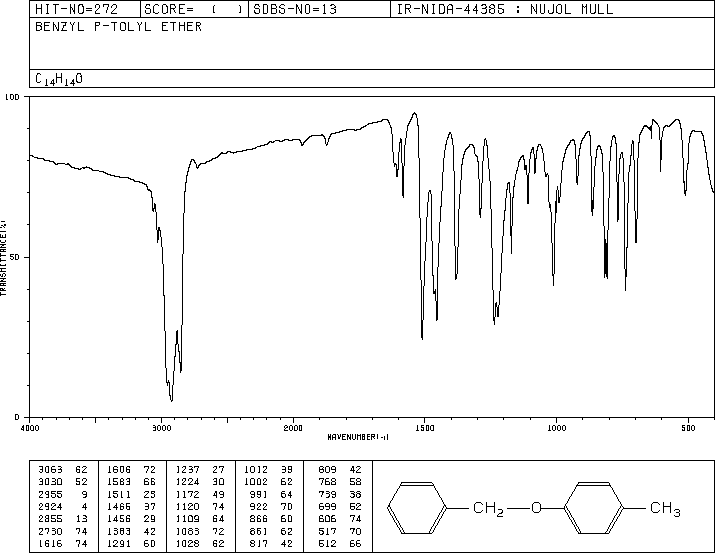 HIT-NO=272 SCORE= ( ) SDBS-NO=13 IR-NIDA-44385 : NUJOL MULL
BENZYL P-TOLYL ETHER
C14H14O
100
50
0
TRANSMITTANCE(%)
4000 3000 2000 1500 1000 500
WAVENUMBER(-1)
3063 62 1606 72 1237 27 1012 39 809 42
3030 52 1583 66 1224 30 1002 62 768 58
2955 9 1511 23 1172 49 991 64 739 38
2924 4 1466 37 1120 74 922 70 699 52
2855 13 1456 29 1109 64 866 60 606 74
2730 74 1383 42 1083 72 861 62 517 70
1616 74 1291 60 1028 62 817 42 512 66
CH2 O CH3